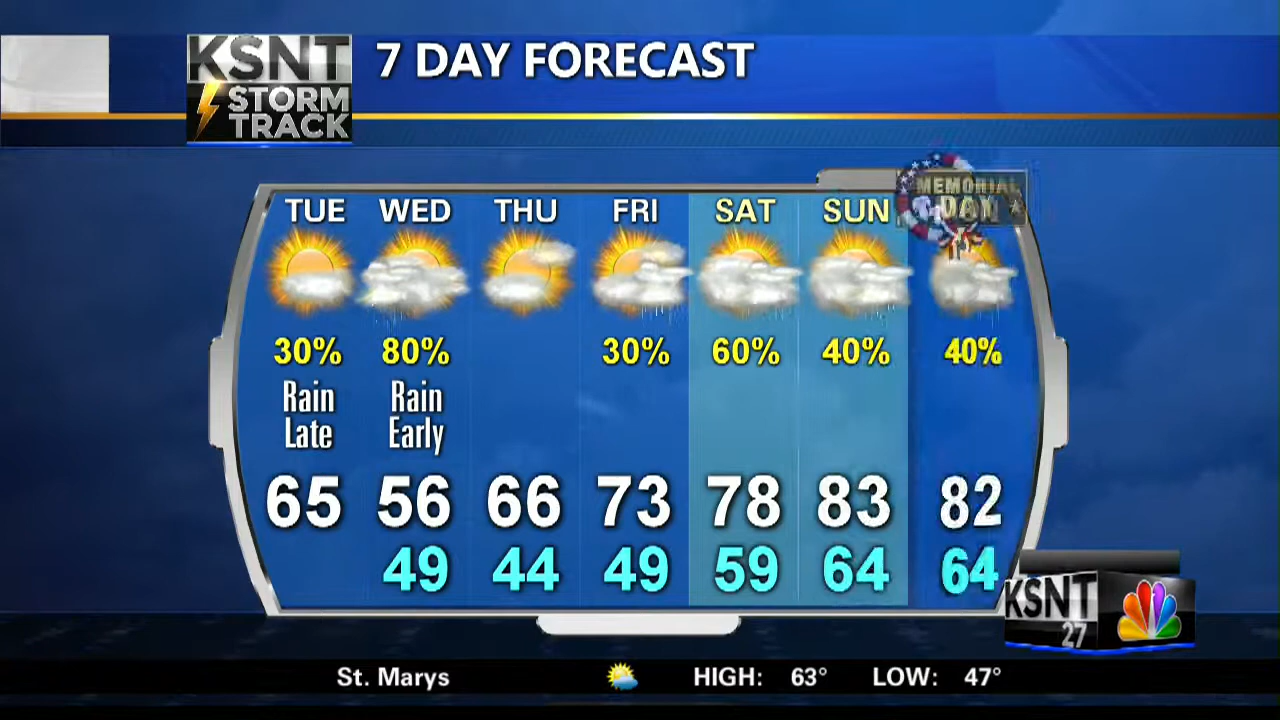 KSNT
STORM
TRACK
7 DAY FORECAST
MEMORIAL
DAY
TUE WED THU FRI SAT SUN
30% 80% 30% 60% 40% 40%
Rain Rain
Late Early
65 56 66 73 78 83 82
49 44 49 59 64 64
KSNT
27
St. Marys HIGH: 63° LOW: 47°